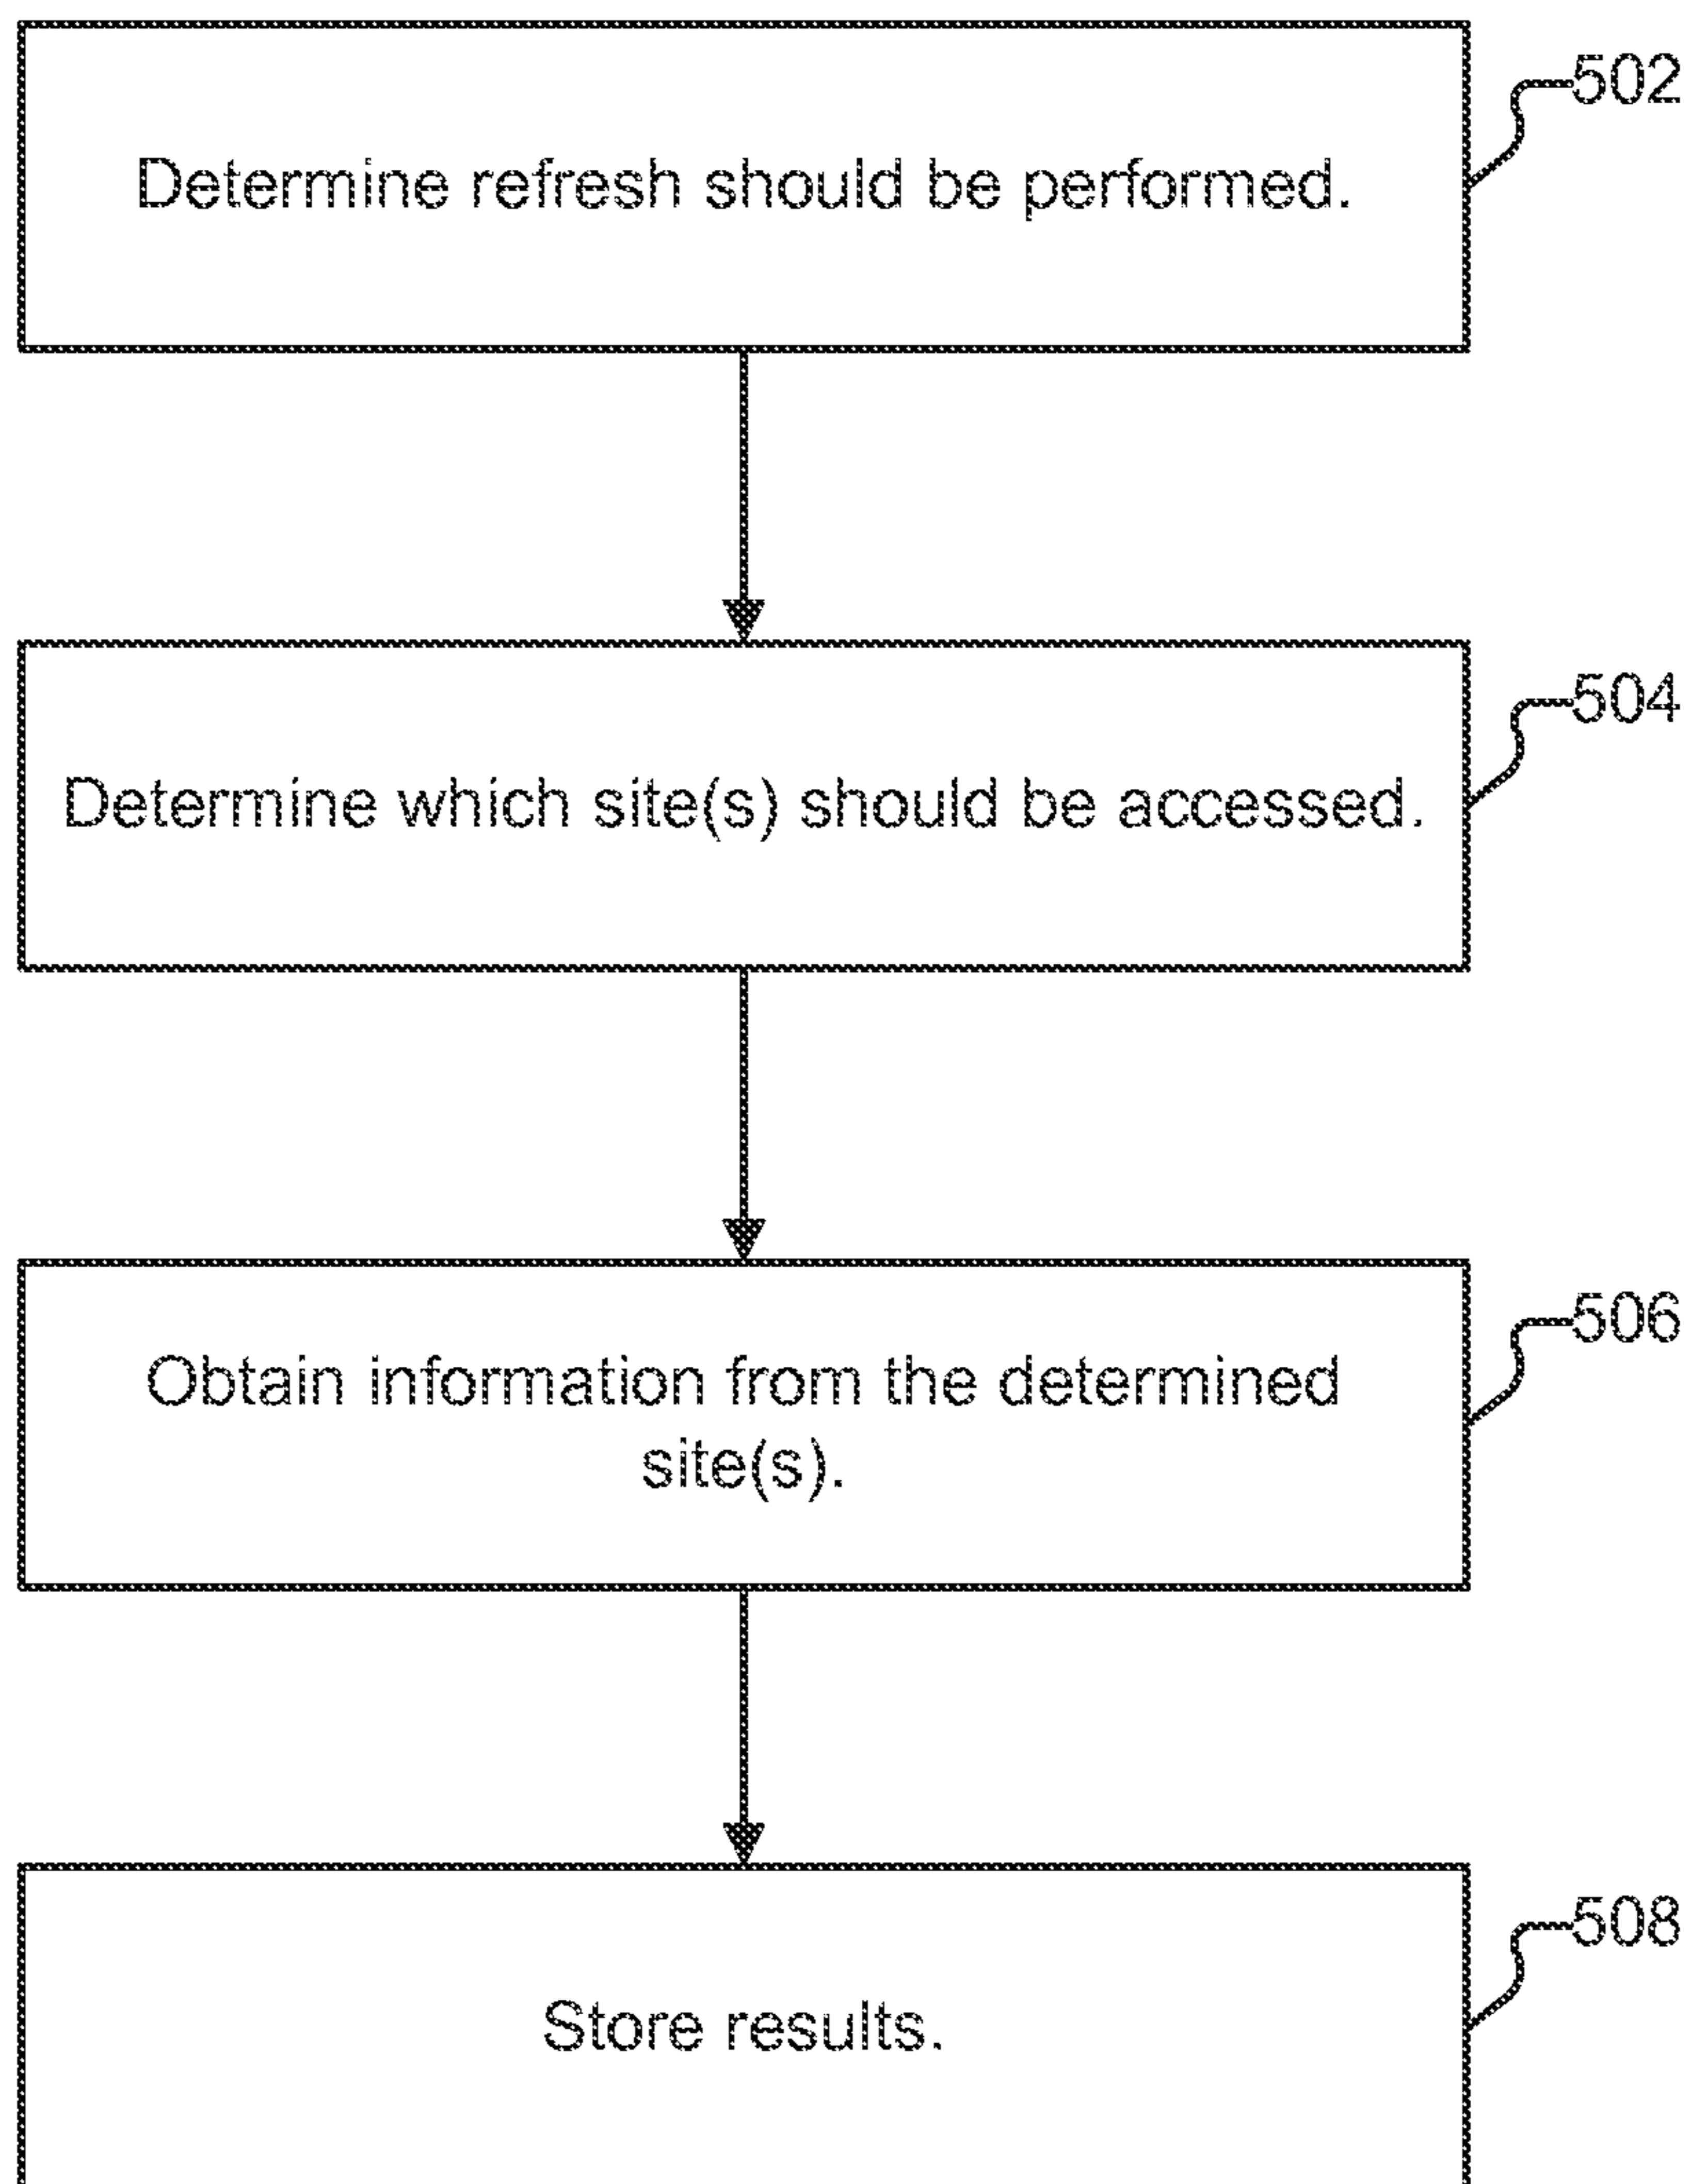 502
Determine refresh should be performed.
504
Determine which site(s) should be accessed.
506
Obtain information from the determined
site(s).
508
Store results.